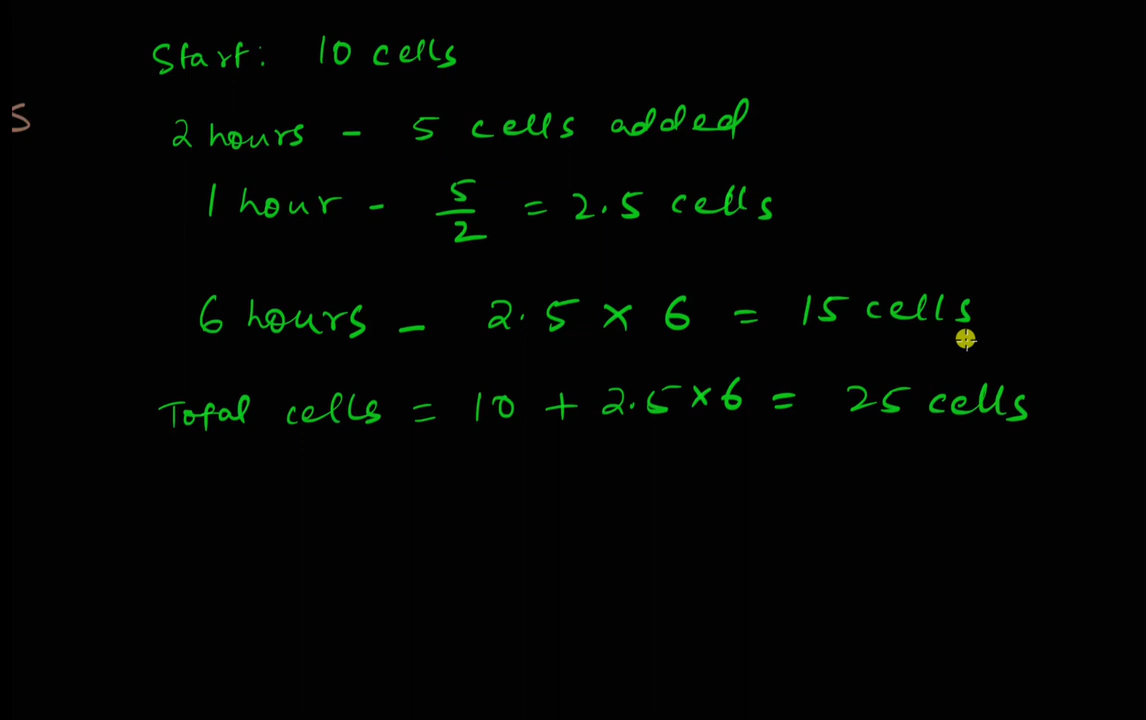 Start: 10 cells
S
2 hours - 5 cells added
1 hour - 5/2 = 2.5 cells
6 hours - 2.5 × 6 = 15 cells
Total cells = 10 + 2.5 × 6 = 25 cells